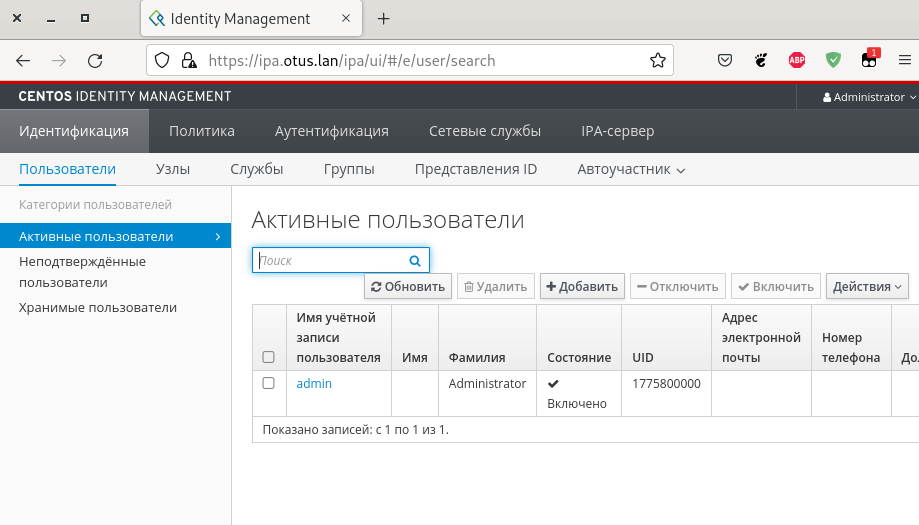 Identity Management
https://ipa.otus.lan/ipa/ui/#/e/user/search
ABP
1
CENTOS IDENTITY MANAGEMENT
Administrator
Идентификация Политика Аутентификация Сетевые службы IPA-сервер
Пользователи Узлы Службы Группы Представления ID Автоучастник
Категории пользователей
Активные пользователи
Неподтверждённые
пользователи
Хранимые пользователи
Активные пользователи
Поиск
Обновить Удалить Добавить Отключить Включить Действия
Имя учётной
записи
пользователя
Имя
Фамилия
Состояние
UID
Адрес
электронной
почты
Номер
телефона
До
admin
Administrator
Включено
1775800000
Показано записей: с 1 по 1 из 1.